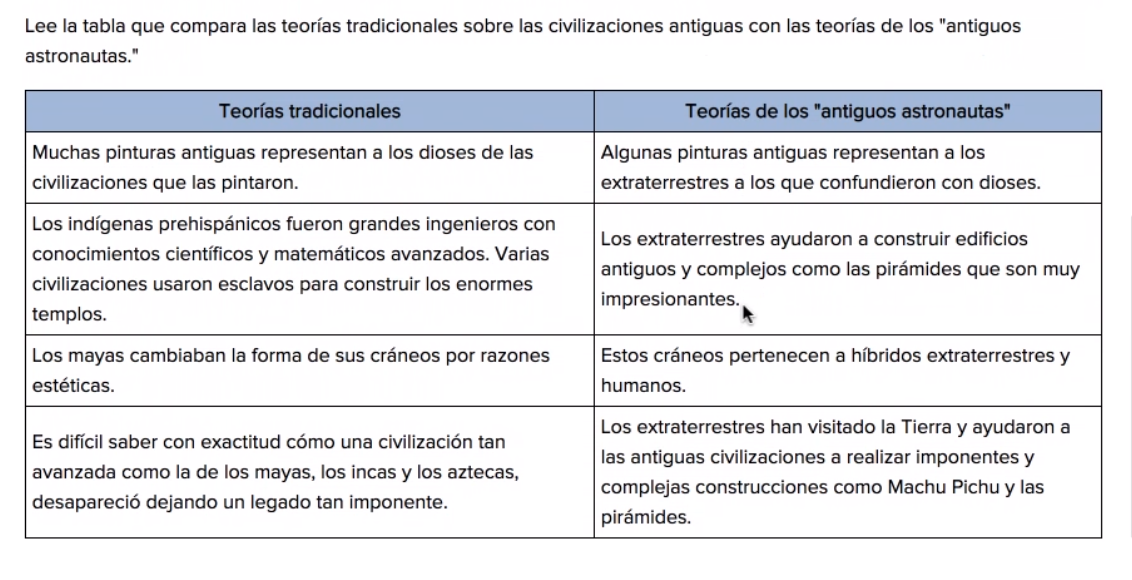 Lee la tabla que compara las teorías tradicionales sobre las civilizaciones antiguas con las teorías de los "antiguos
astronautas."
Teorías tradicionales
Teorías de los "antiguos astronautas"
Muchas pinturas antiguas representan a los dioses de las
civilizaciones que las pintaron.
Algunas pinturas antiguas representan a los
extraterrestres a los que confundieron con dioses.
Los indígenas prehispánicos fueron grandes ingenieros con
conocimientos científicos y matemáticos avanzados. Varias
civilizaciones usaron esclavos para construir los enormes
templos.
Los extraterrestres ayudaron a construir edificios
antiguos y complejos como las pirámides que son muy
impresionantes.
Los mayas cambiaban la forma de sus cráneos por razones
estéticas.
Estos cráneos pertenecen a híbridos extraterrestres y
humanos.
Es difícil saber con exactitud cómo una civilización tan
avanzada como la de los mayas, los incas y los aztecas,
desapareció dejando un legado tan imponente.
Los extraterrestres han visitado la Tierra y ayudaron a
las antiguas civilizaciones a realizar imponentes y
complejas construcciones como Machu Pichu y las
pirámides.